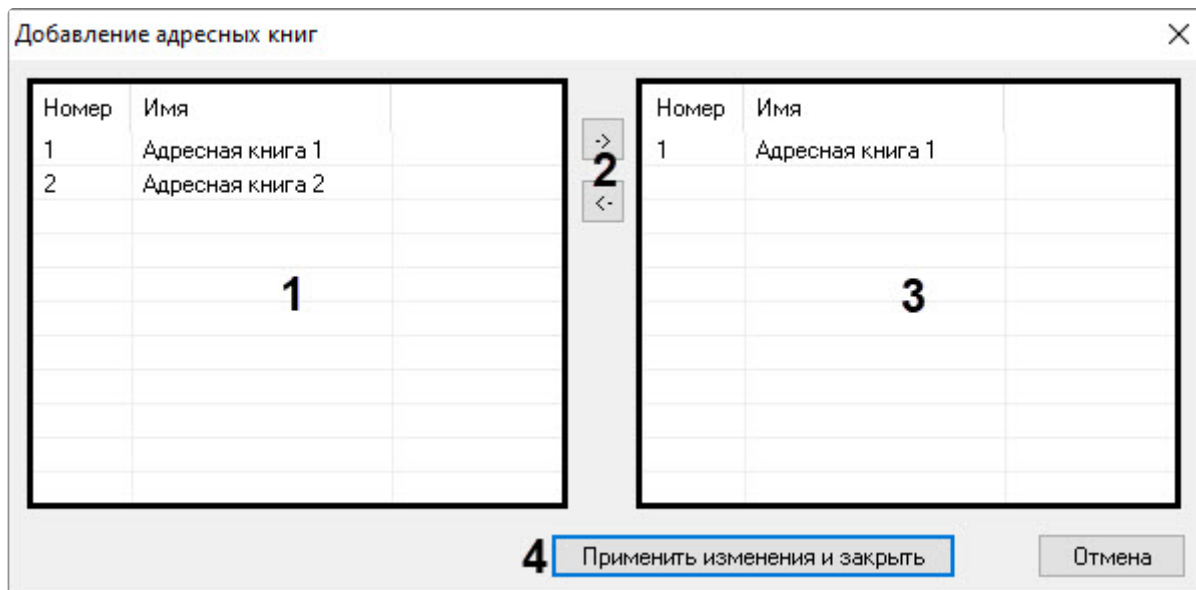 Добавление адресных книг
Номер Имя
1 Адресная книга 1
2 Адресная книга 2
1
->
2
<-
Номер Имя
1 Адресная книга 1
3
4 Применить изменения и закрыть
Отмена